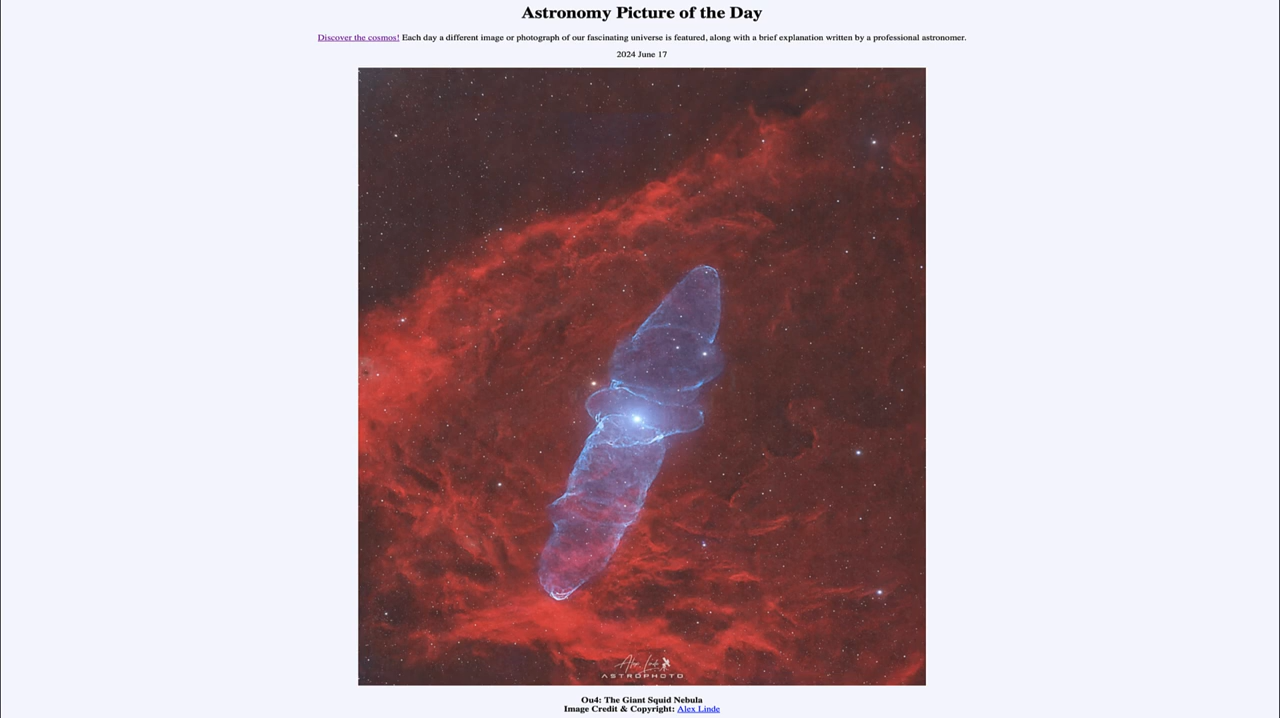 Astronomy Picture of the Day
Discover the cosmos! Each day a different image or photograph of our fascinating universe is featured, along with a brief explanation written by a professional astronomer.
2024 June 17
Alex Linde
ASTROPHOTO
Ou4: The Giant Squid Nebula
Image Credit & Copyright: Alex Linde